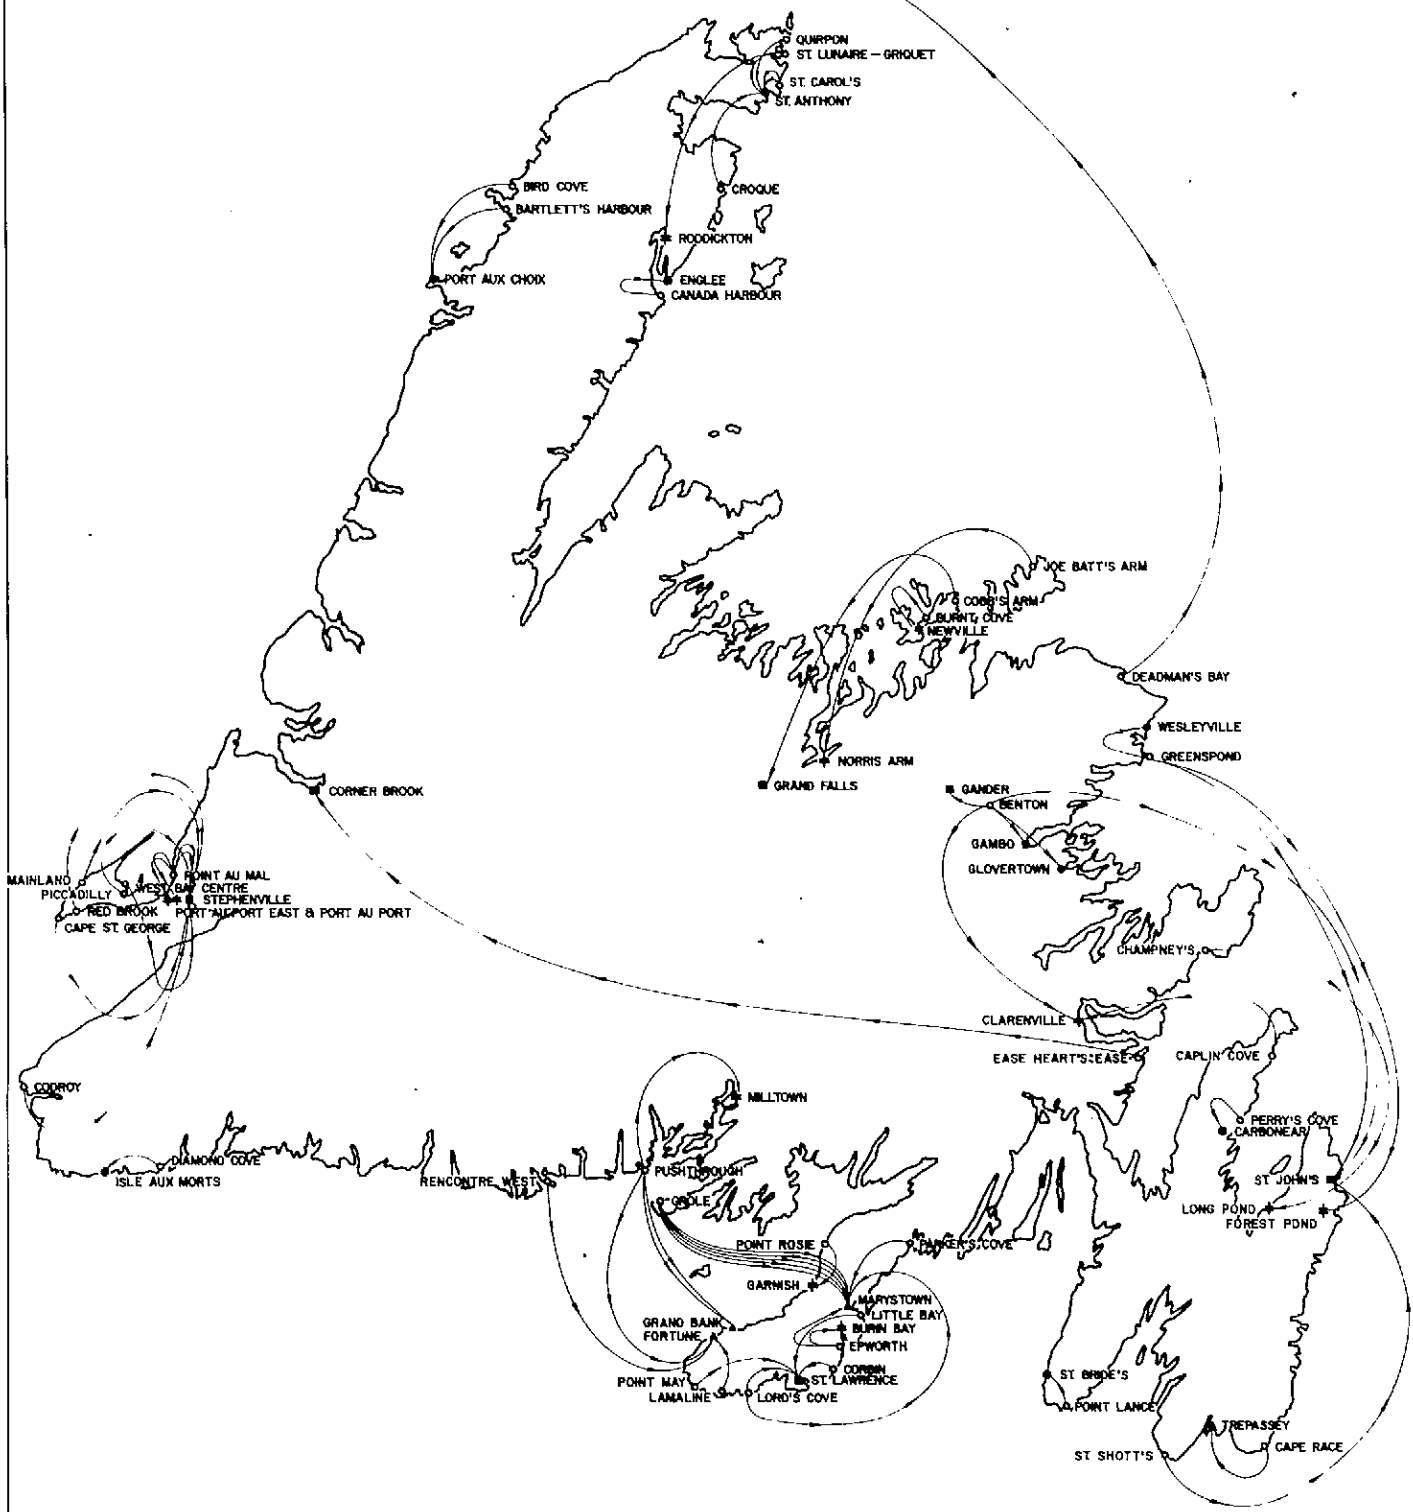 QUIRPON
ST. LUNAIRE - GRIQUET
ST. CAROL'S
ST. ANTHONY
BIRD COVE
CROQUE
BARTLETT'S HARBOUR
RODDICKTON
PORT AUX CHOIX
ENGLEE
CANADA HARBOUR
JOE BATT'S ARM
COBB'S ARM
BURNT COVE
NEWVILLE
DEADMAN'S BAY
WESLEYVILLE
GREENSPOND
NORRIS ARM
GRAND FALLS
CORNER BROOK
GANDER
BENTON
GAMBO
GLOVERTOWN
POINT AU MAL
MAINLAND
WEST BAY CENTRE
PICCADILLY
STEPHENVILLE
RED BROOK
PORT AU PORT EAST & PORT AU PORT
CAPE ST. GEORGE
CHAMPNEY'S
CLARENVILLE
EASE HEART'S EASE
CAPLIN COVE
CODROY
MILLTOWN
PERRY'S COVE
CARBONEAR
DIAMOND COVE
ISLE AUX MORTS
RENCONTRE WEST
PUSHTHROUGH
ST. JOHN'S
GROLE
LONG POND
FOREST POND
POINT ROSIE
PARKER'S COVE
GARNISH
MARYSTOWN
LITTLE BAY
GRAND BANK
BURIN BAY
FORTUNE
EPWORTH
CORBIN
POINT MAY
ST. LAWRENCE
ST. BRIDE'S
LAMALINE
LORD'S COVE
POINT LANCE
TREPASSEY
CAPE RACE
ST SHOTT'S